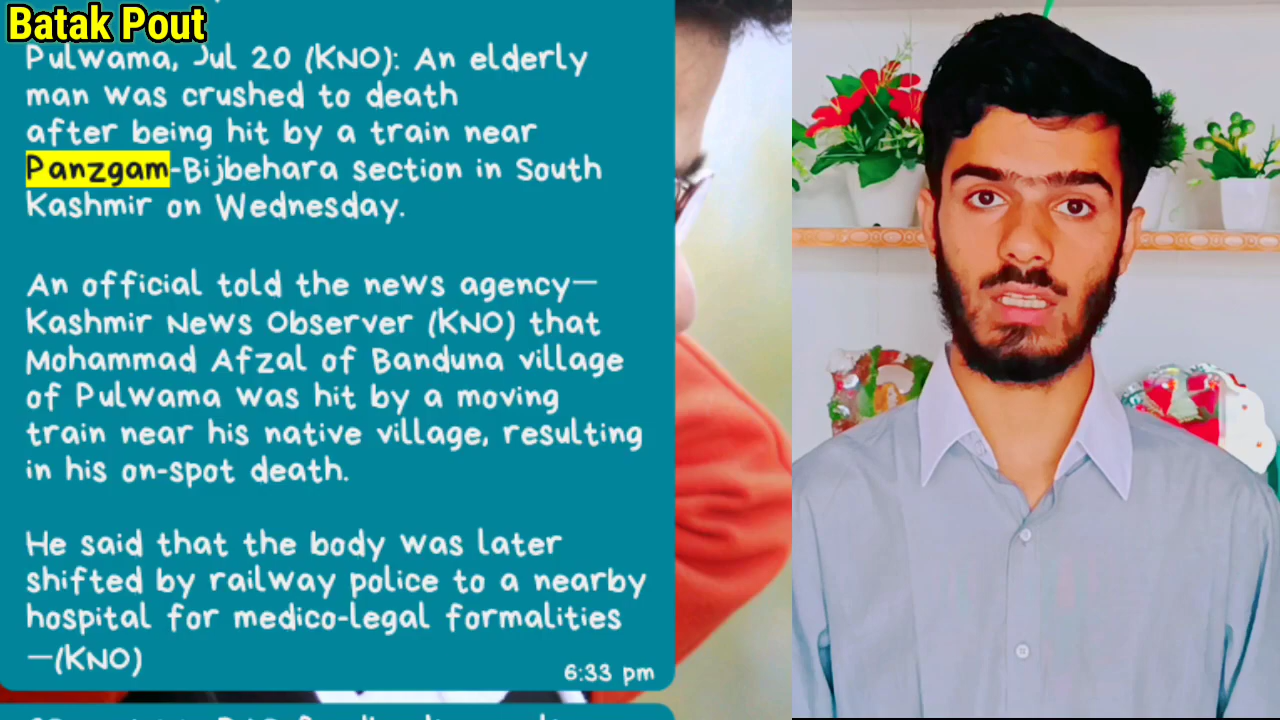 Batak Pout
Pulwama, Jul 20 (KNO): An elderly
man was crushed to death
after being hit by a train near
Panzgam-Bijbehara section in South
Kashmir on Wednesday.
An official told the news agency—
Kashmir News Observer (KNO) that
Mohammad Afzal of Banduna village
of Pulwama was hit by a moving
train near his native village, resulting
in his on-spot death.
He said that the body was later
shifted by railway police to a nearby
hospital for medico-legal formalities
—(KNO)
6:33 pm